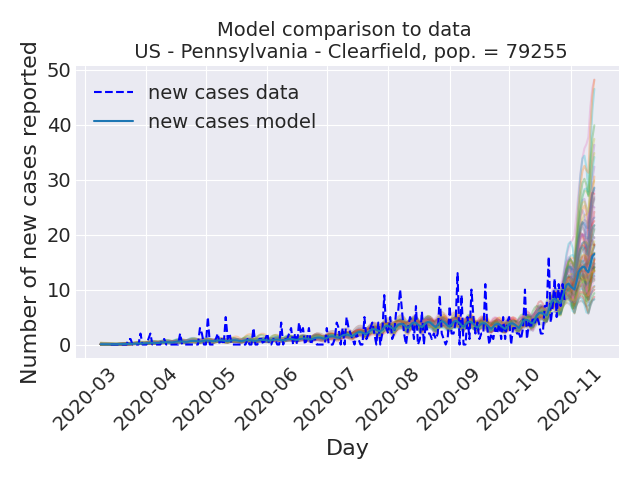 Model comparison to data
US - Pennsylvania - Clearfield, pop. = 79255
Number of new cases reported
50
40
30
20
10
0
new cases data
new cases model
2020-03
2020-04
2020-05
2020-06
2020-07
2020-08
2020-09
2020-10
2020-11
Day